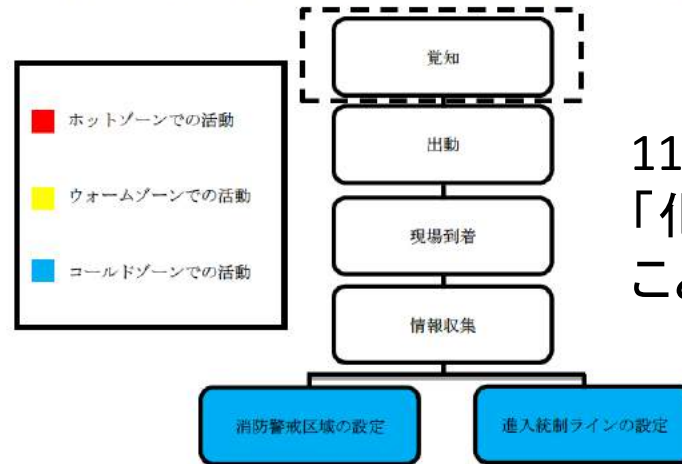 覚知
ホットゾーンでの活動
ウォームゾーンでの活動
コールドゾーンでの活動
出動
現場到着
情報収集
消防警戒区域の設定
進入統制ラインの設定
11